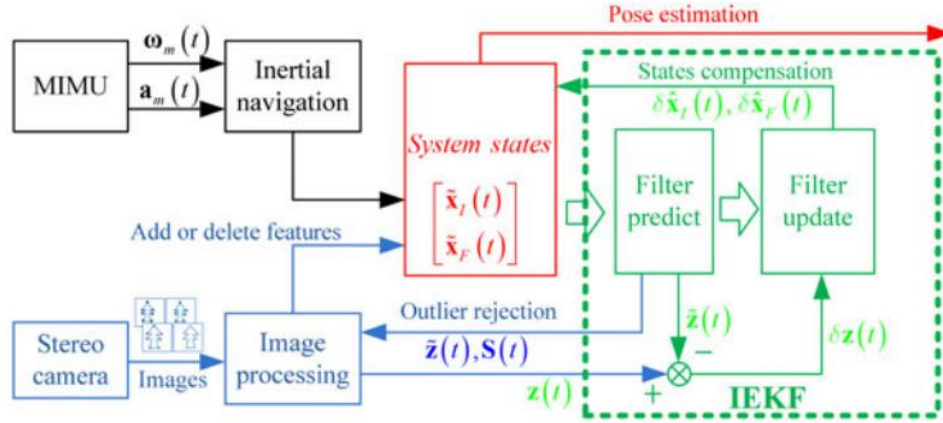 Pose estimation
MIMU
ω_m(t)
a_m(t)
Inertial
navigation
System states
x̃_I(t)
x̃_F(t)
States compensation
δx̂_I(t), δx̂_F(t)
Filter
predict
Filter
update
Add or delete features
Outlier rejection
z̃(t), S(t)
z̃(t)
−
δz(t)
Stereo
camera
Images
Image
processing
z(t)
+
IEKF